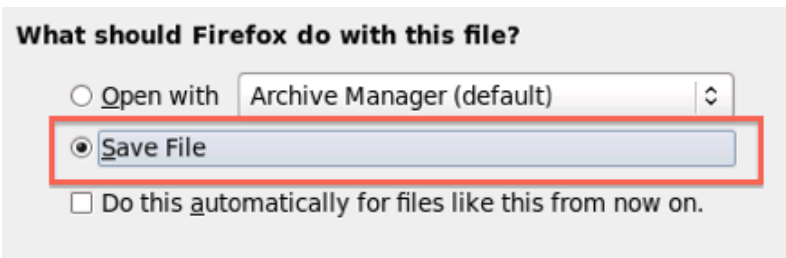 What should Firefox do with this file?
Open with Archive Manager (default)
Save File
Do this automatically for files like this from now on.